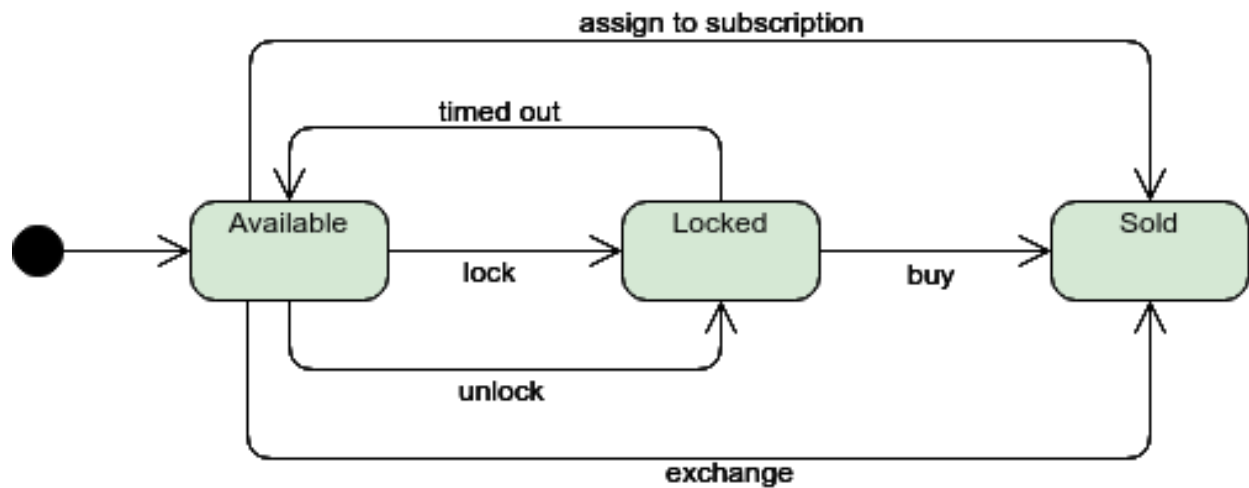 assign to subscription
timed out
Available
Locked
Sold
lock
buy
unlock
exchange